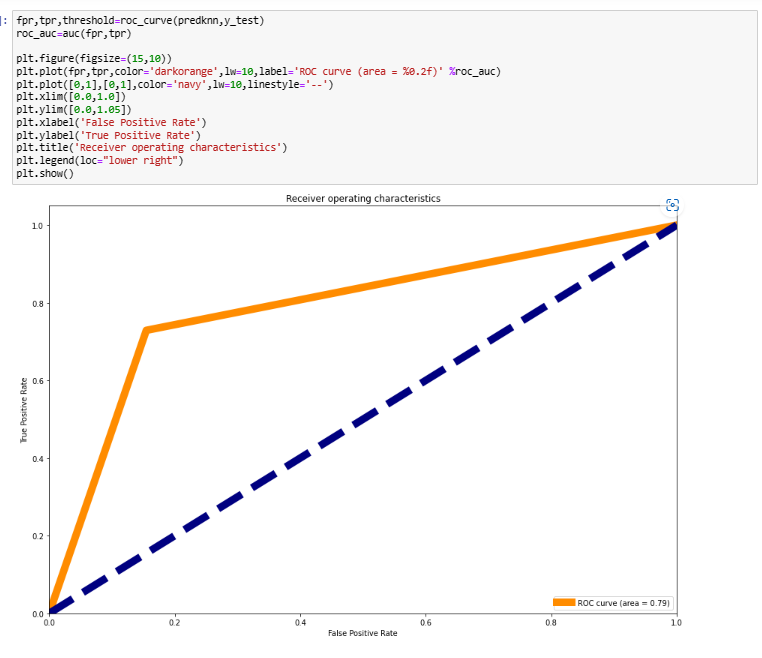 ]:
fpr,tpr,threshold=roc_curve(predknn,y_test)
roc_auc=auc(fpr,tpr)
plt.figure(figsize=(15,10))
plt.plot(fpr,tpr,color='darkorange',lw=10,label='ROC curve (area = %0.2f)' %roc_auc)
plt.plot([0,1],[0,1],color='navy',lw=10,linestyle='--')
plt.xlim([0.0,1.0])
plt.ylim([0.0,1.05])
plt.xlabel('False Positive Rate')
plt.ylabel('True Positive Rate')
plt.title('Receiver operating characteristics')
plt.legend(loc="lower right")
plt.show()
Receiver operating characteristics
1.0
0.8
0.6
0.4
0.2
0.0
True Positive Rate
ROC curve (area = 0.79)
0.0 0.2 0.4 0.6 0.8 1.0
False Positive Rate